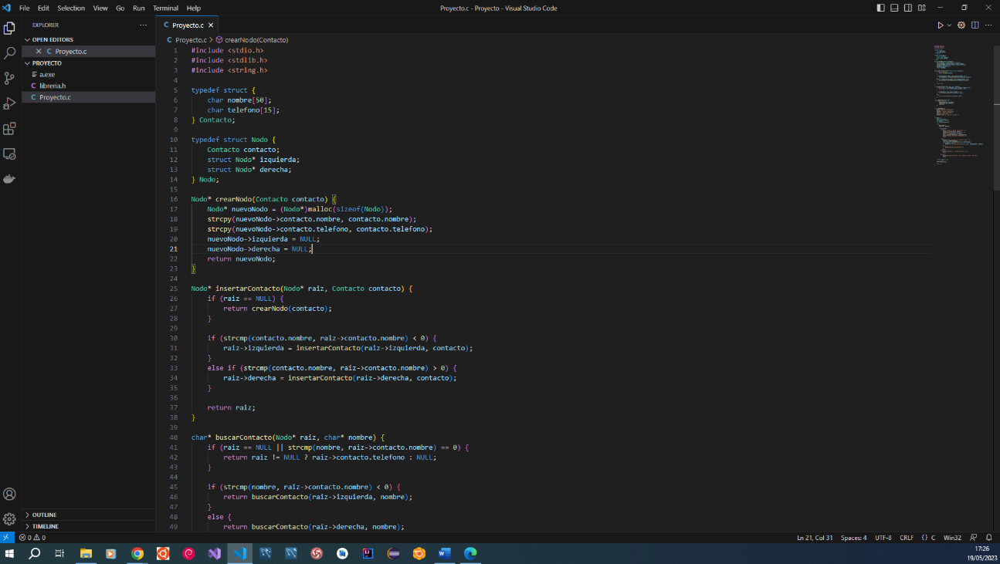 File Edit Selection View Go Run Terminal Help
Proyecto.c - Proyecto - Visual Studio Code
EXPLORER
OPEN EDITORS
Proyecto.c
PROYECTO
a.exe
C libreria.h
C Proyecto.c
OUTLINE
TIMELINE
C Proyecto.c
C Proyecto.c > crearNodo(Contacto)
1 #include <stdio.h>
2 #include <stdlib.h>
3 #include <string.h>
4
5 typedef struct {
6 char nombre[50];
7 char telefono[15];
8 } Contacto;
9
10 typedef struct Nodo {
11 Contacto contacto;
12 struct Nodo* izquierda;
13 struct Nodo* derecha;
14 } Nodo;
15
16 Nodo* crearNodo(Contacto contacto) {
17 Nodo* nuevoNodo = (Nodo*)malloc(sizeof(Nodo));
18 strcpy(nuevoNodo->contacto.nombre, contacto.nombre);
19 strcpy(nuevoNodo->contacto.telefono, contacto.telefono);
20 nuevoNodo->izquierda = NULL;
21 nuevoNodo->derecha = NULL;
22 return nuevoNodo;
23 }
24
25 Nodo* insertarContacto(Nodo* raiz, Contacto contacto) {
26 if (raiz == NULL) {
27 return crearNodo(contacto);
28 }
29
30 if (strcmp(contacto.nombre, raiz->contacto.nombre) < 0) {
31 raiz->izquierda = insertarContacto(raiz->izquierda, contacto);
32 }
33 else if (strcmp(contacto.nombre, raiz->contacto.nombre) > 0) {
34 raiz->derecha = insertarContacto(raiz->derecha, contacto);
35 }
36
37 return raiz;
38 }
39
40 char* buscarContacto(Nodo* raiz, char* nombre) {
41 if (raiz == NULL || strcmp(nombre, raiz->contacto.nombre) == 0) {
42 return raiz != NULL ? raiz->contacto.telefono : NULL;
43 }
44
45 if (strcmp(nombre, raiz->contacto.nombre) < 0) {
46 return buscarContacto(raiz->izquierda, nombre);
47 }
48 else {
49 return buscarContacto(raiz->derecha, nombre);
0 0
Ln 21, Col 31 Spaces: 4 UTF-8 CRLF {} C Win32
17:26
19/05/2023